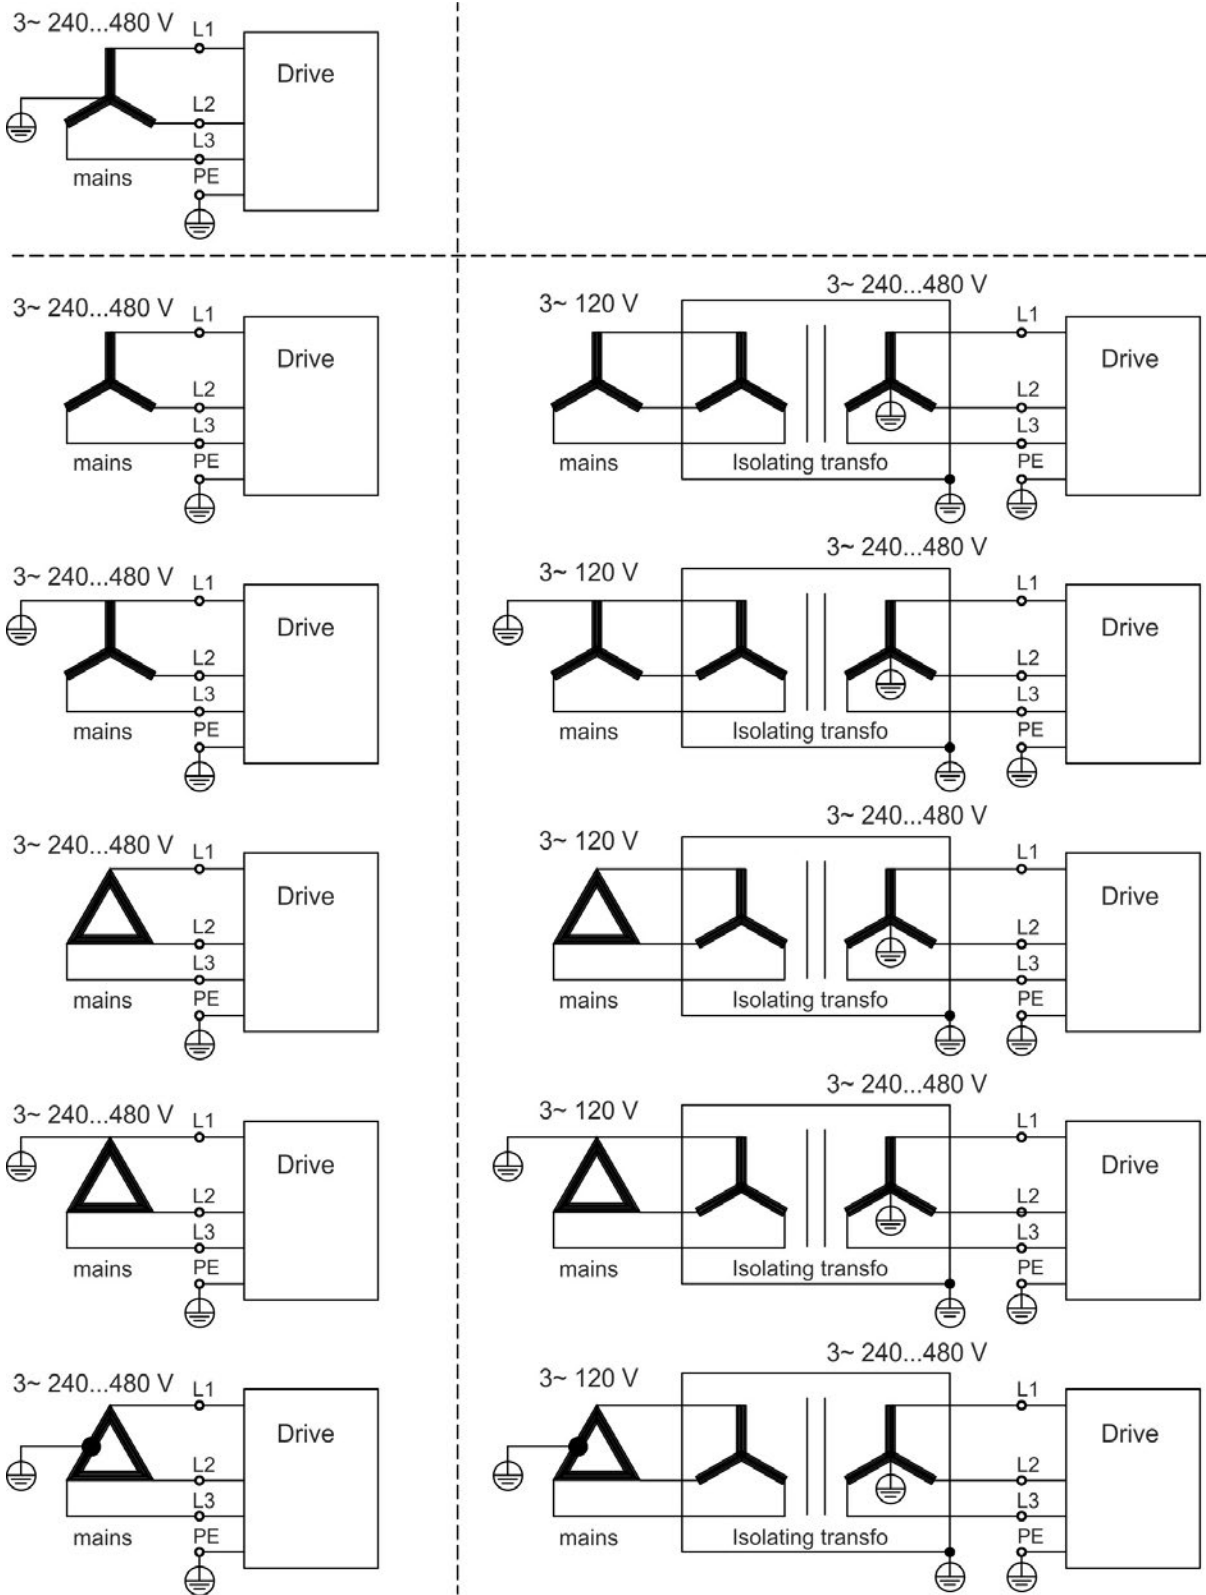 3~ 240...480 V
L1
Drive
L2
L3
mains
PE
3~ 240...480 V
L1
Drive
L2
L3
mains
PE
3~ 120 V
3~ 240...480 V
L1
Drive
L2
L3
mains
Isolating transfo
PE
3~ 240...480 V
L1
Drive
L2
L3
mains
PE
3~ 120 V
3~ 240...480 V
L1
Drive
L2
L3
mains
Isolating transfo
PE
3~ 240...480 V
L1
Drive
L2
L3
mains
PE
3~ 120 V
3~ 240...480 V
L1
Drive
L2
L3
mains
Isolating transfo
PE
3~ 240...480 V
L1
Drive
L2
L3
mains
PE
3~ 120 V
3~ 240...480 V
L1
Drive
L2
L3
mains
Isolating transfo
PE
3~ 240...480 V
L1
Drive
L2
L3
mains
PE
3~ 120 V
3~ 240...480 V
L1
Drive
L2
L3
mains
Isolating transfo
PE